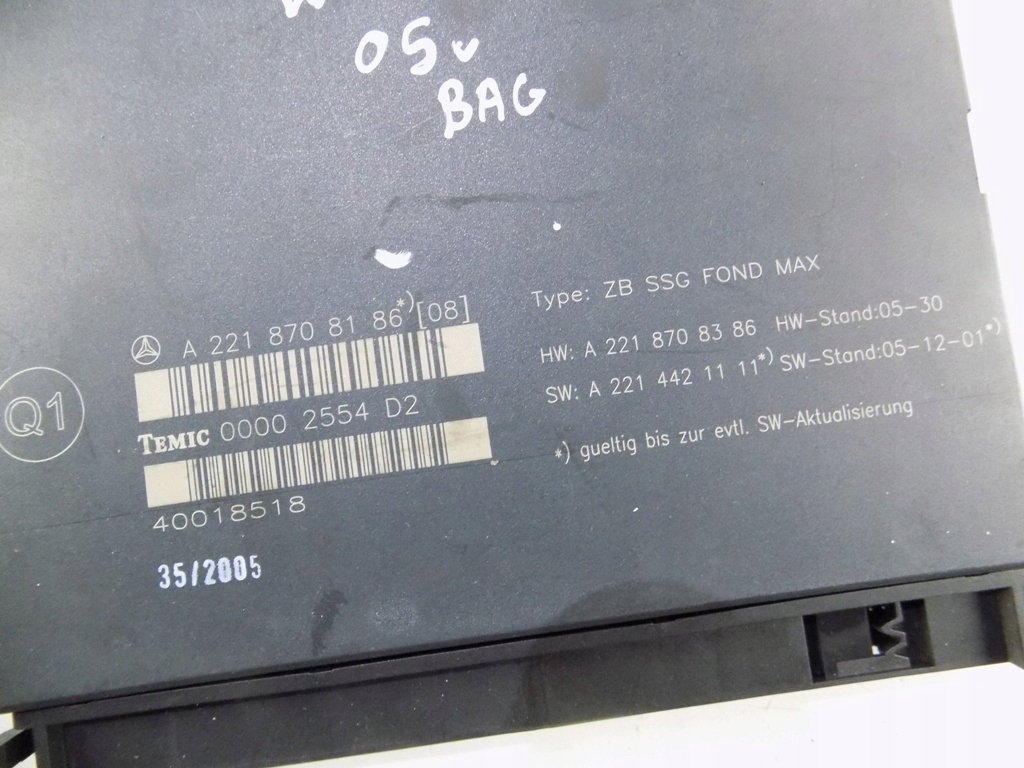 05r
BAG
A 221 870 81 86*)[08]
Type: ZB SSG FOND MAX
HW: A 221 870 83 86 HW-Stand:05-30
SW: A 221 442 11 11*) SW-Stand:05-12-01*)
*) gueltig bis zur evtl. SW-Aktualisierung
Q1
TEMIC 0000 2554 D2
40018518
35/2005